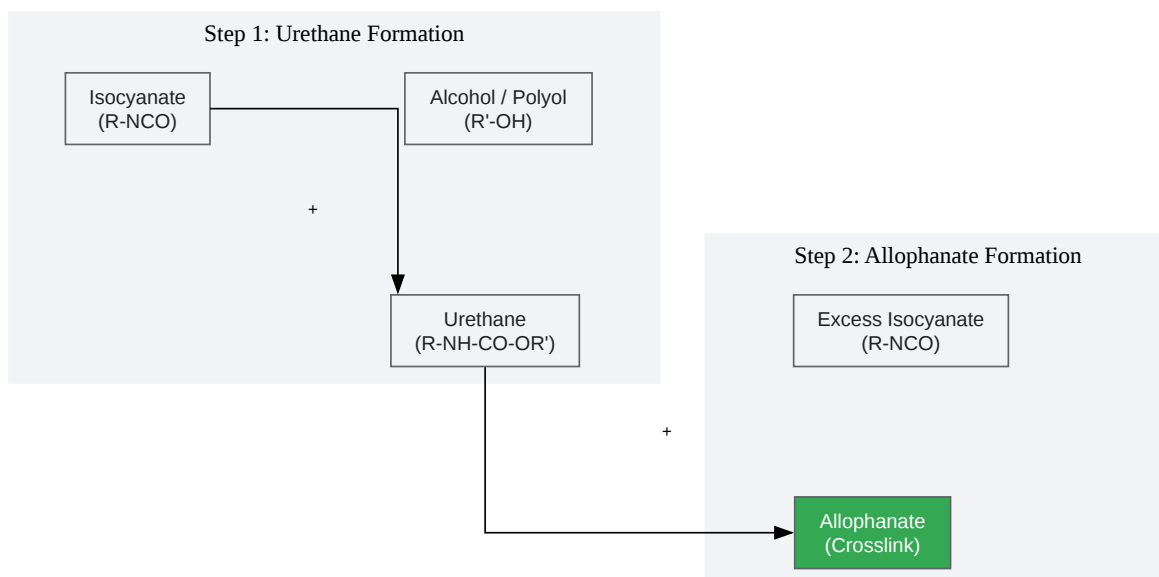 Step 1: Urethane Formation
Isocyanate
(R-NCO)
Alcohol / Polyol
(R'-OH)
+
Urethane
(R-NH-CO-OR')
Step 2: Allophanate Formation
Excess Isocyanate
(R-NCO)
+
Allophanate
(Crosslink)